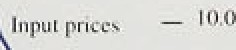 Input prices — 10.0